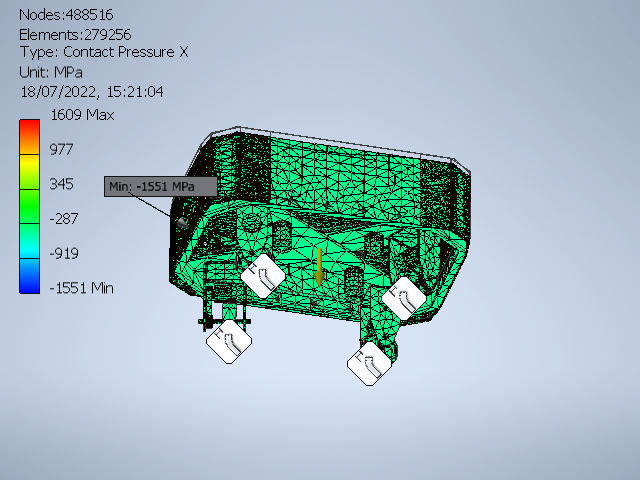 Nodes:488516
Elements:279256
Type: Contact Pressure X
Unit: MPa
18/07/2022, 15:21:04
1609 Max
977
345
-287
-919
-1551 Min
Min: -1551 MPa